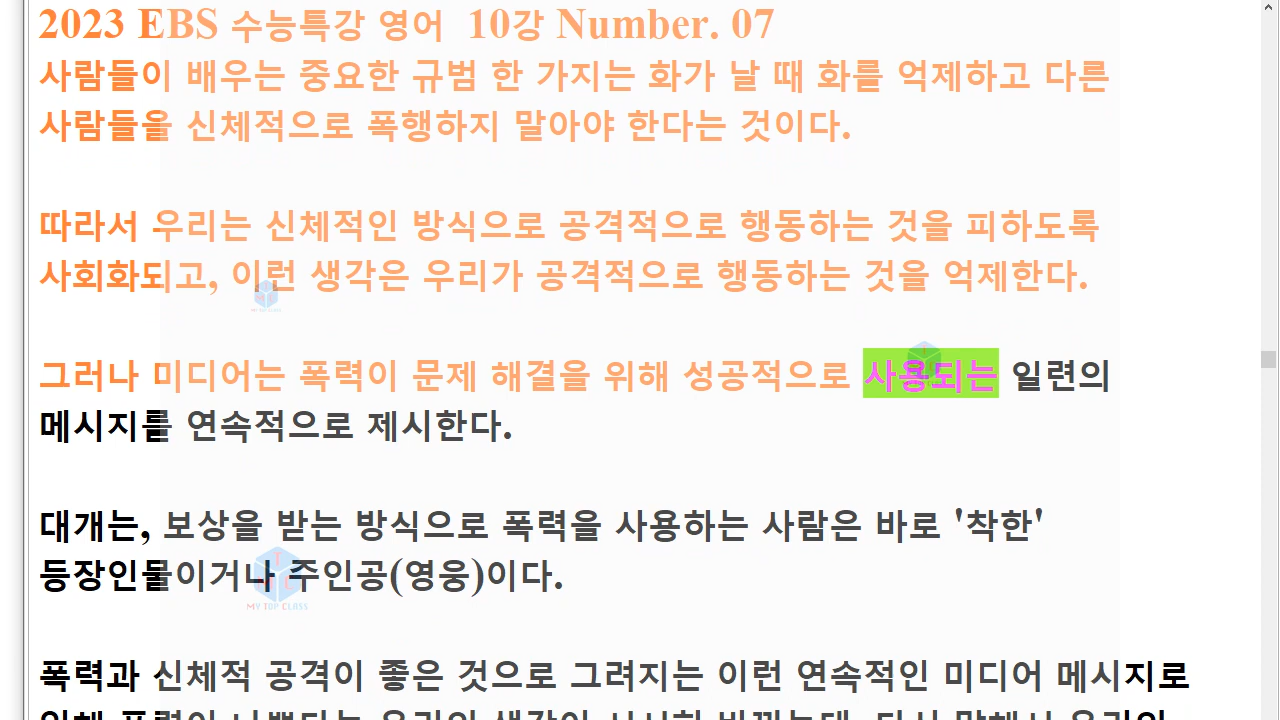 2023 EBS 수능특강 영어 10강 Number. 07
사람들이 배우는 중요한 규범 한 가지는 화가 날 때 화를 억제하고 다른
사람들을 신체적으로 폭행하지 말아야 한다는 것이다.
따라서 우리는 신체적인 방식으로 공격적으로 행동하는 것을 피하도록
사회화되고, 이런 생각은 우리가 공격적으로 행동하는 것을 억제한다.
그러나 미디어는 폭력이 문제 해결을 위해 성공적으로 사용되는 일련의
메시지를 연속적으로 제시한다.
대개는, 보상을 받는 방식으로 폭력을 사용하는 사람은 바로 '착한'
등장인물이거나 주인공(영웅)이다.
MY TOP CLASS
폭력과 신체적 공격이 좋은 것으로 그려지는 이런 연속적인 미디어 메시지로